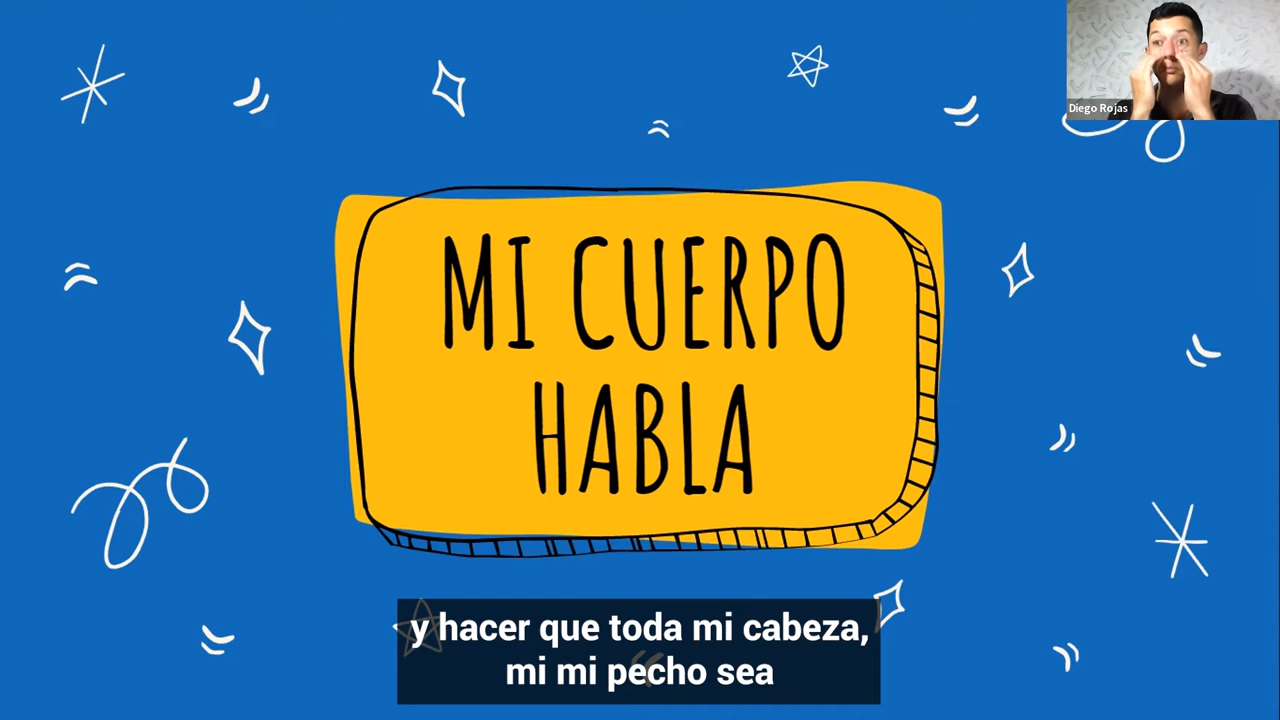 Diego Rojas
MI CUERPO
HABLA
y hacer que toda mi cabeza,
mi mi pecho sea